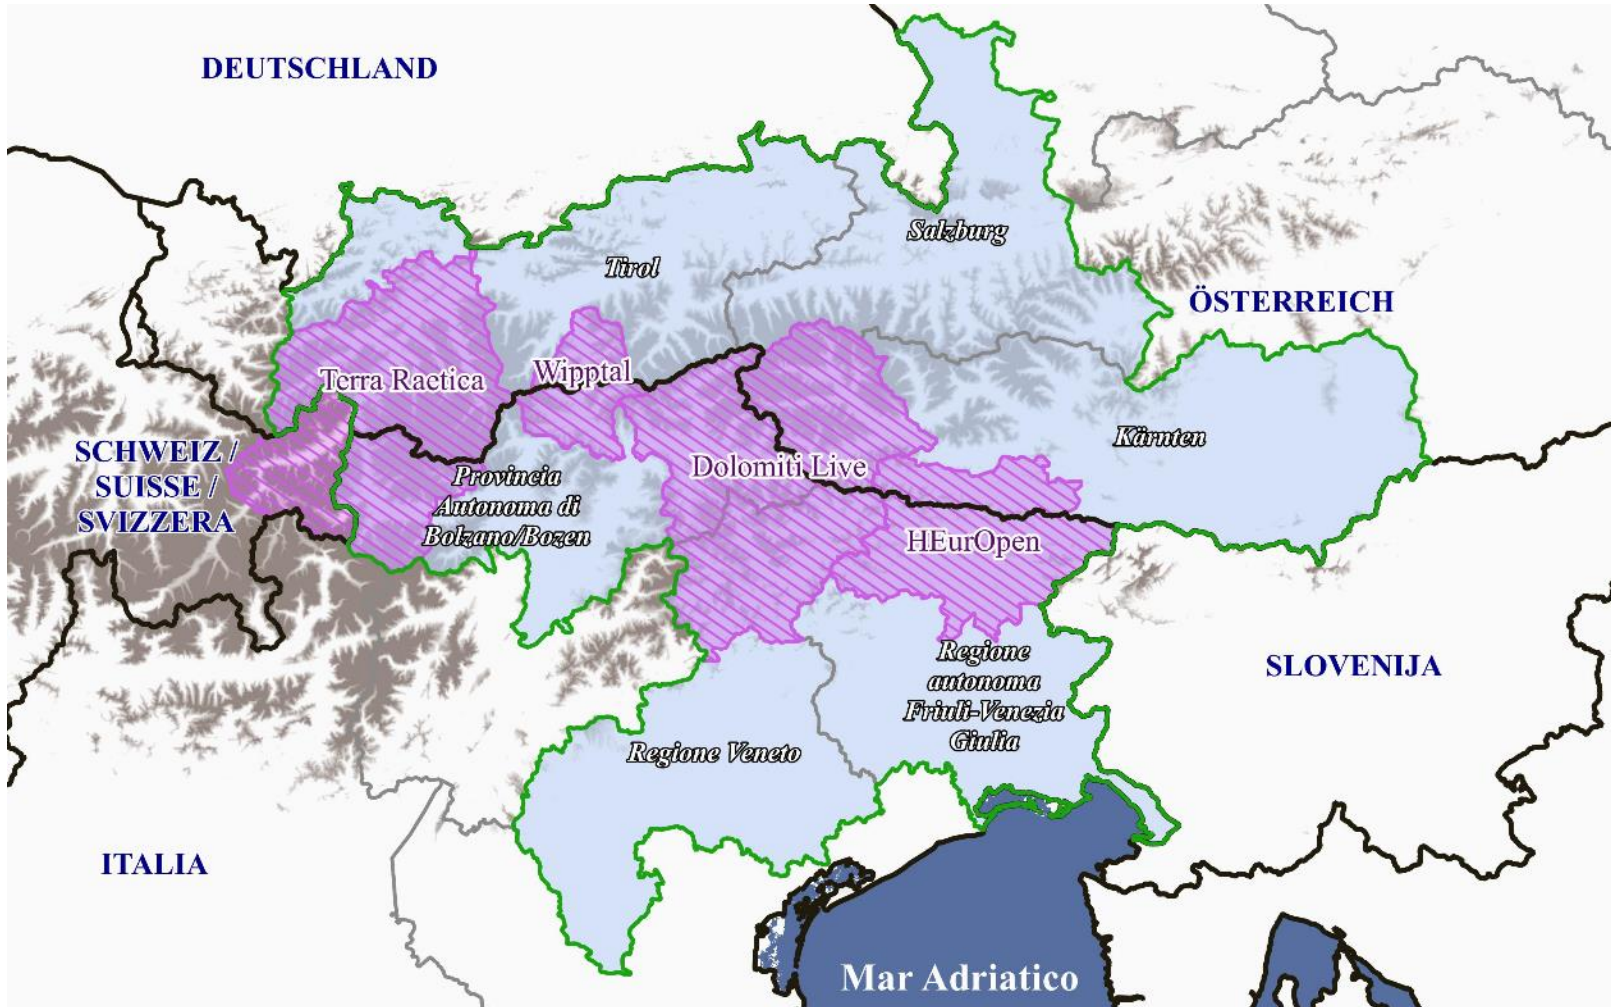 DEUTSCHLAND
Salzburg
Tirol
ÖSTERREICH
Wipptal
Terra Raetica
Kärnten
SCHWEIZ /
SUISSE /
SVIZZERA
Dolomiti Live
Provincia
Autonoma di
Bolzano/Bozen
HEurOpen
Regione
autonoma
Friuli-Venezia
Giulia
SLOVENIJA
Regione Veneto
ITALIA
Mar Adriatico